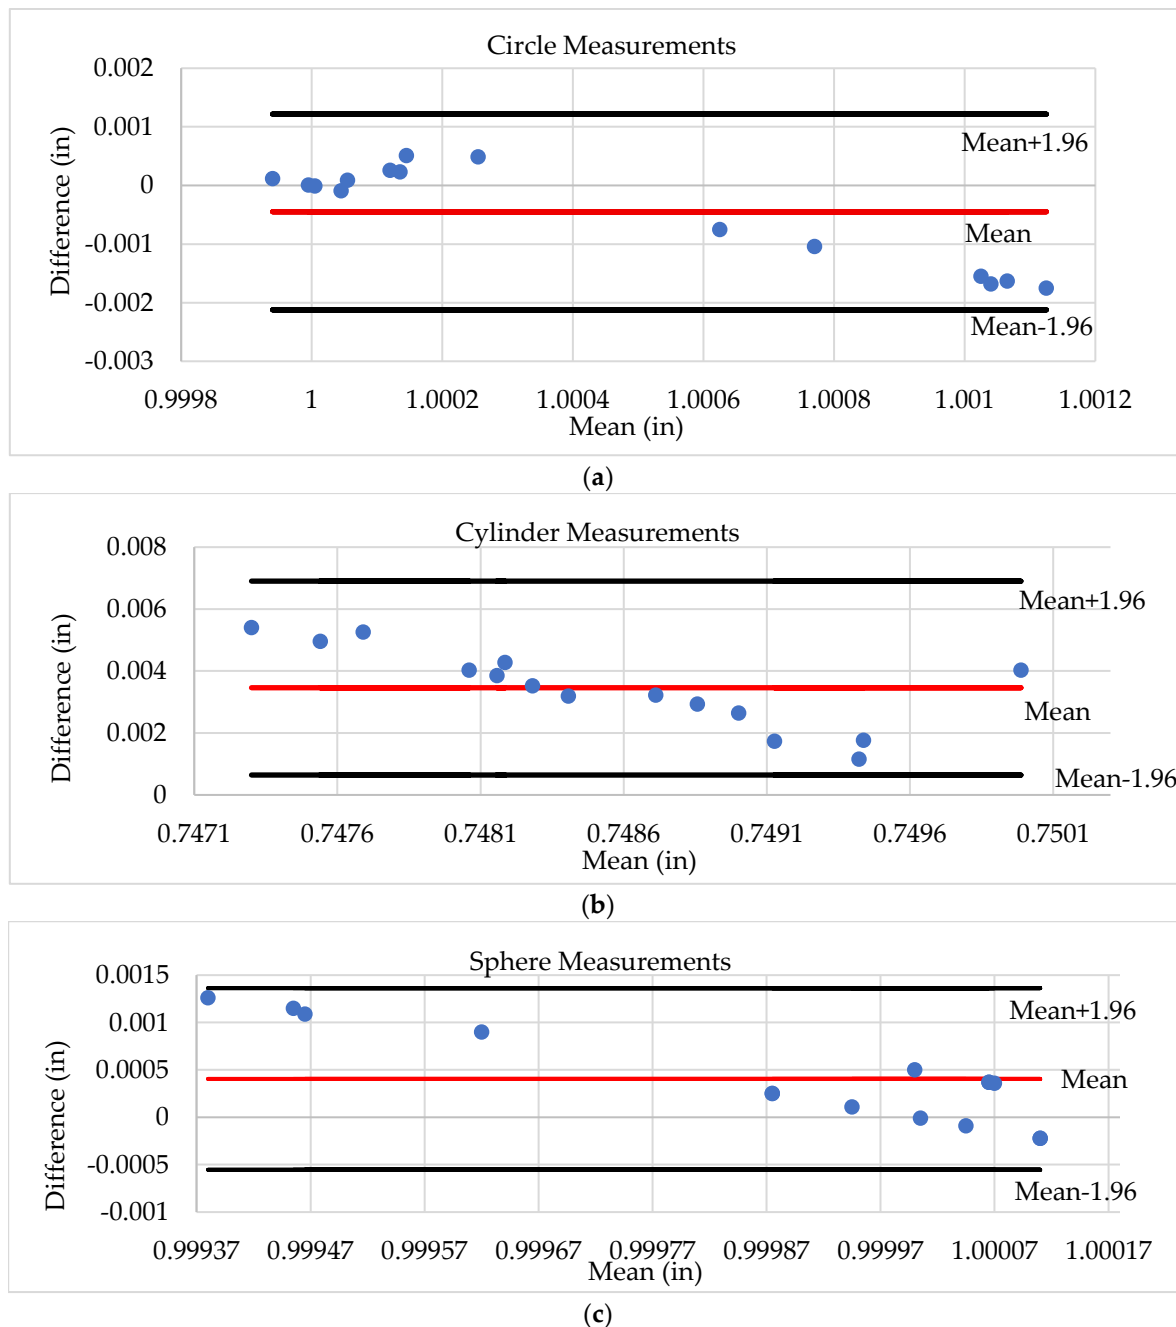 Circle Measurements
0.002
0.001
0
-0.001
-0.002
-0.003
Difference (in)
Mean+1.96
Mean
Mean-1.96
0.9998 1 1.0002 1.0004 1.0006 1.0008 1.001 1.0012
Mean (in)
(a)
Cylinder Measurements
0.008
0.006
0.004
0.002
0
Difference (in)
Mean+1.96
Mean
Mean-1.96
0.7471 0.7476 0.7481 0.7486 0.7491 0.7496 0.7501
Mean (in)
(b)
Sphere Measurements
0.0015
0.001
0.0005
0
-0.0005
-0.001
Difference (in)
Mean+1.96
Mean
Mean-1.96
0.99937 0.99947 0.99957 0.99967 0.99977 0.99987 0.99997 1.00007 1.00017
Mean (in)
(c)